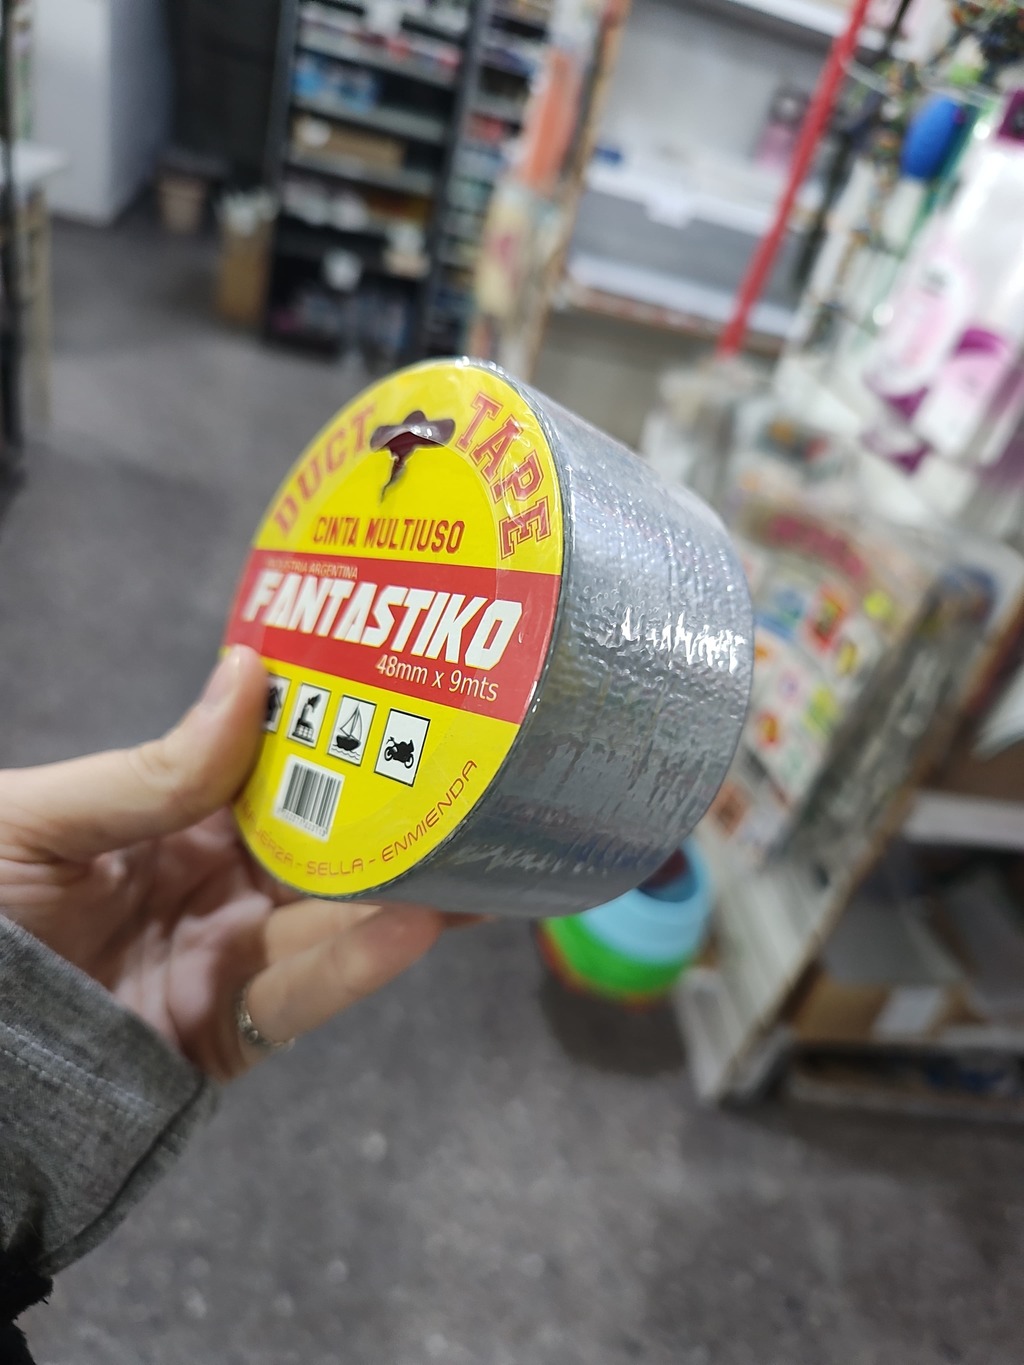 DUCT TAPE
CINTA MULTIUSO
INDUSTRIA ARGENTINA
FANTASTIKO
48mm x 9mts
- SELLA - ENMIENDA